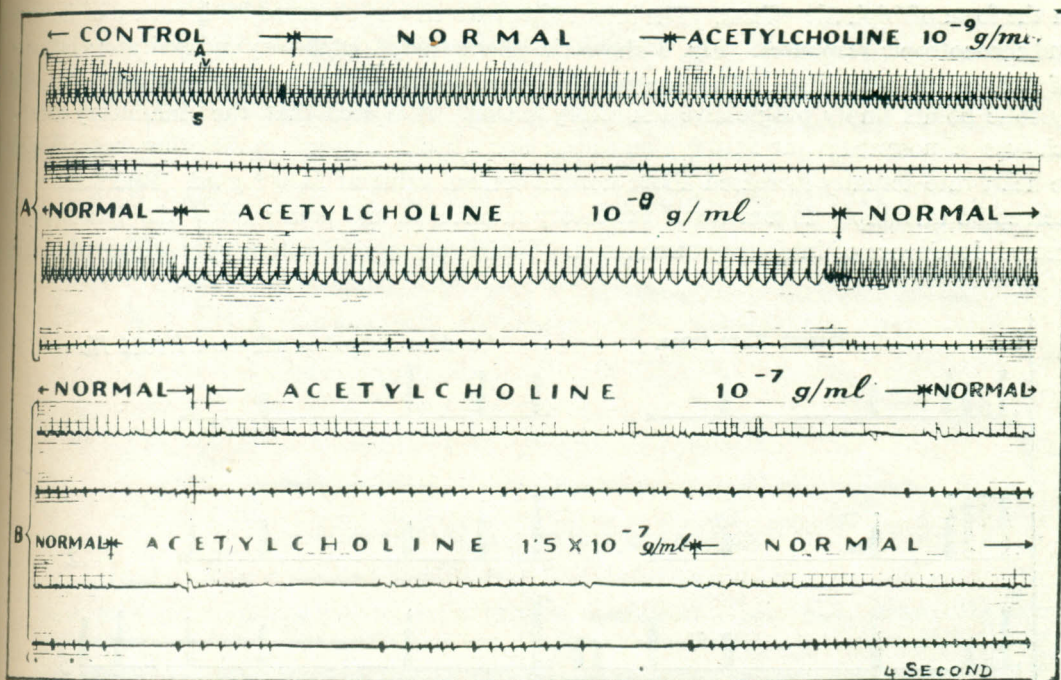 ← CONTROL →← NORMAL →← ACETYLCHOLINE 10⁻⁹ g/ml.
A
S
A
←NORMAL→← ACETYLCHOLINE 10⁻⁸ g/ml →←NORMAL→
←NORMAL→ ← ACETYLCHOLINE 10⁻⁷ g/ml →←NORMAL→
B
NORMAL← ACETYLCHOLINE 1·5 X 10⁻⁷ g/ml← NORMAL →
4 SECOND